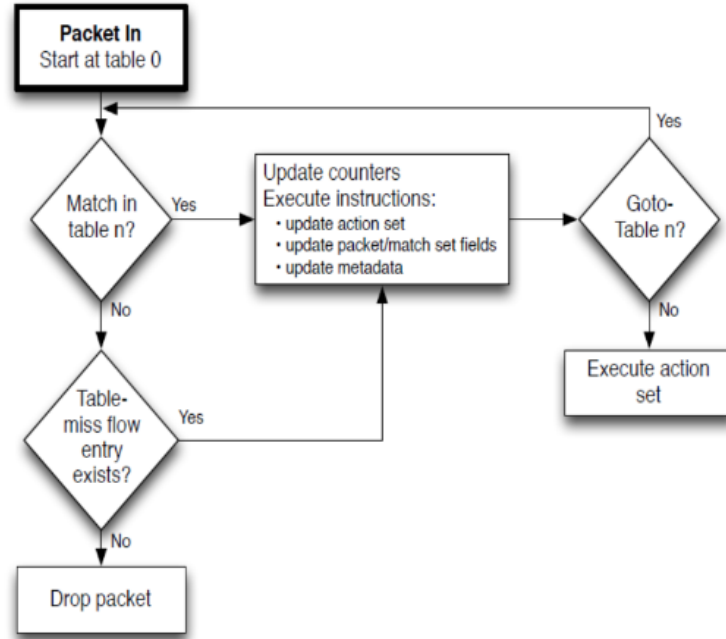 Packet In
Start at table 0
Yes
Match in
table n?
Yes
Update counters
Execute instructions:
• update action set
• update packet/match set fields
• update metadata
Goto-
Table n?
No
No
Table-
miss flow
entry
exists?
Yes
Execute action
set
No
Drop packet